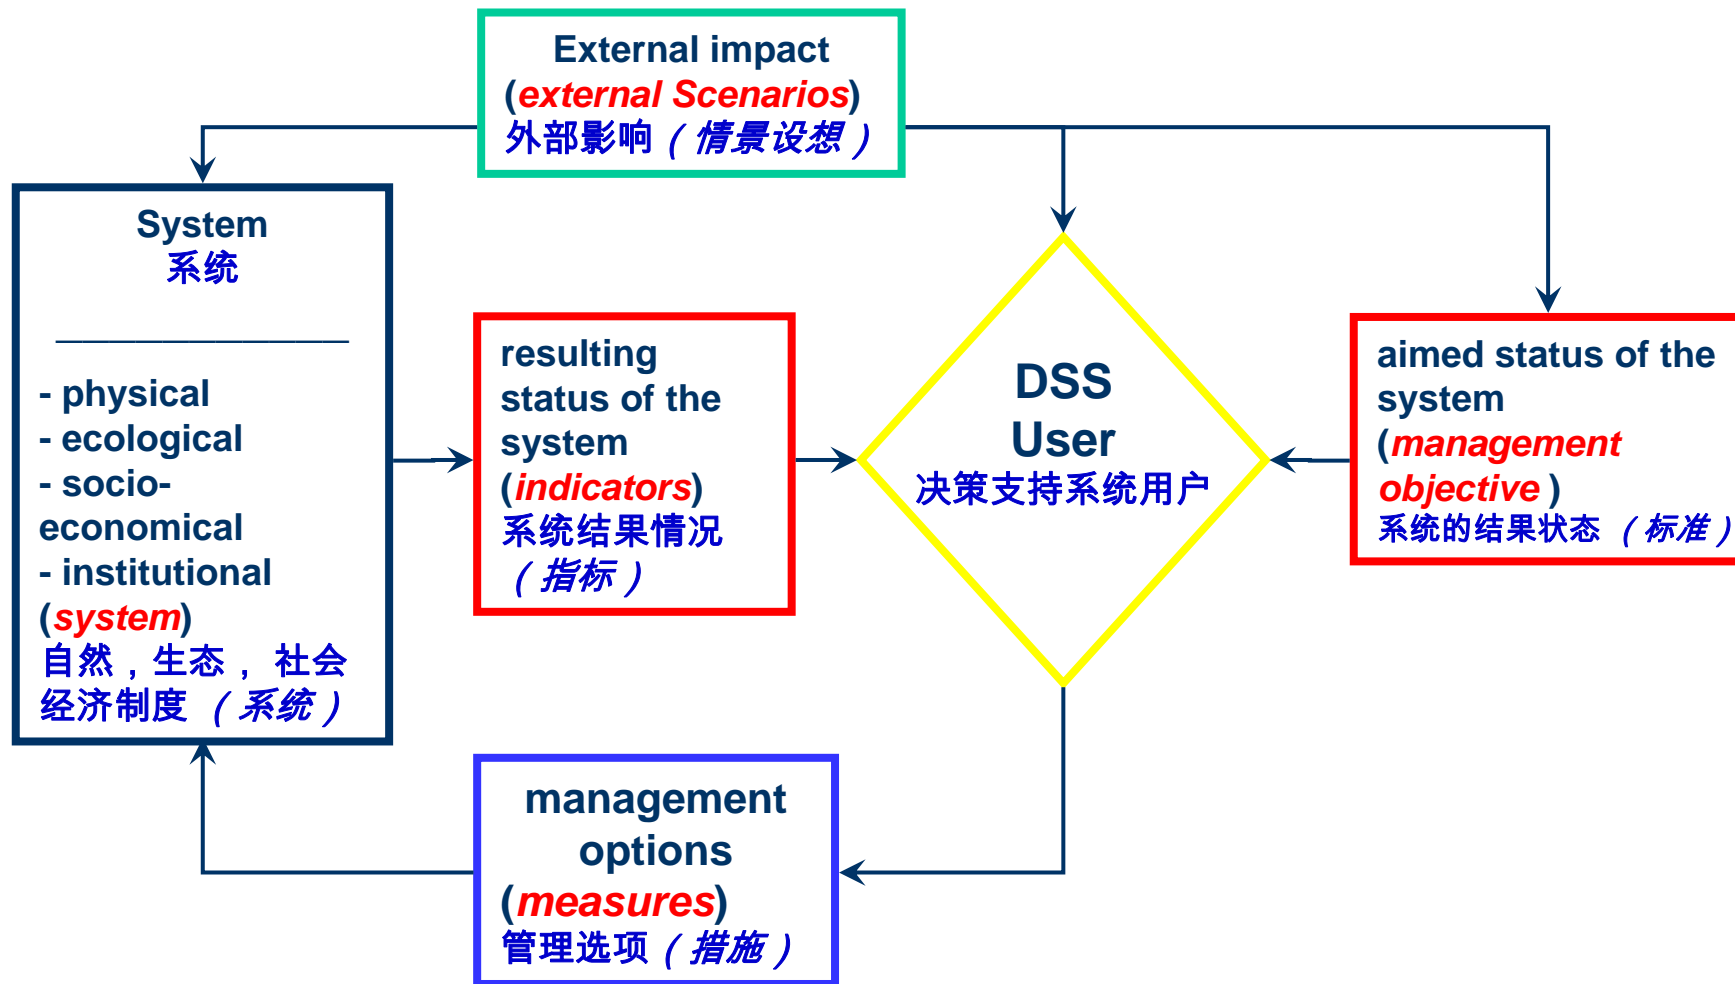 External impact
(external Scenarios)
外部影响（情景设想）
System
系统
- physical
- ecological
- socio-
economical
- institutional
(system)
自然，生态， 社会
经济制度 （系统）
resulting
status of the
system
(indicators)
系统结果情况
（指标）
DSS
User
决策支持系统用户
aimed status of the
system
(management
objective )
系统的结果状态 （标准）
management
options
(measures)
管理选项（措施）